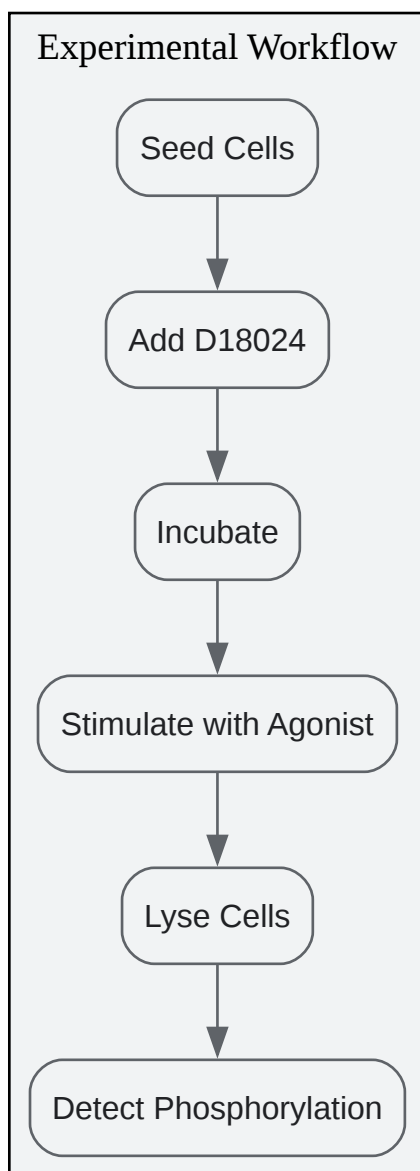 Experimental Workflow
Seed Cells
Add D18024
Incubate
Stimulate with Agonist
Lyse Cells
Detect Phosphorylation